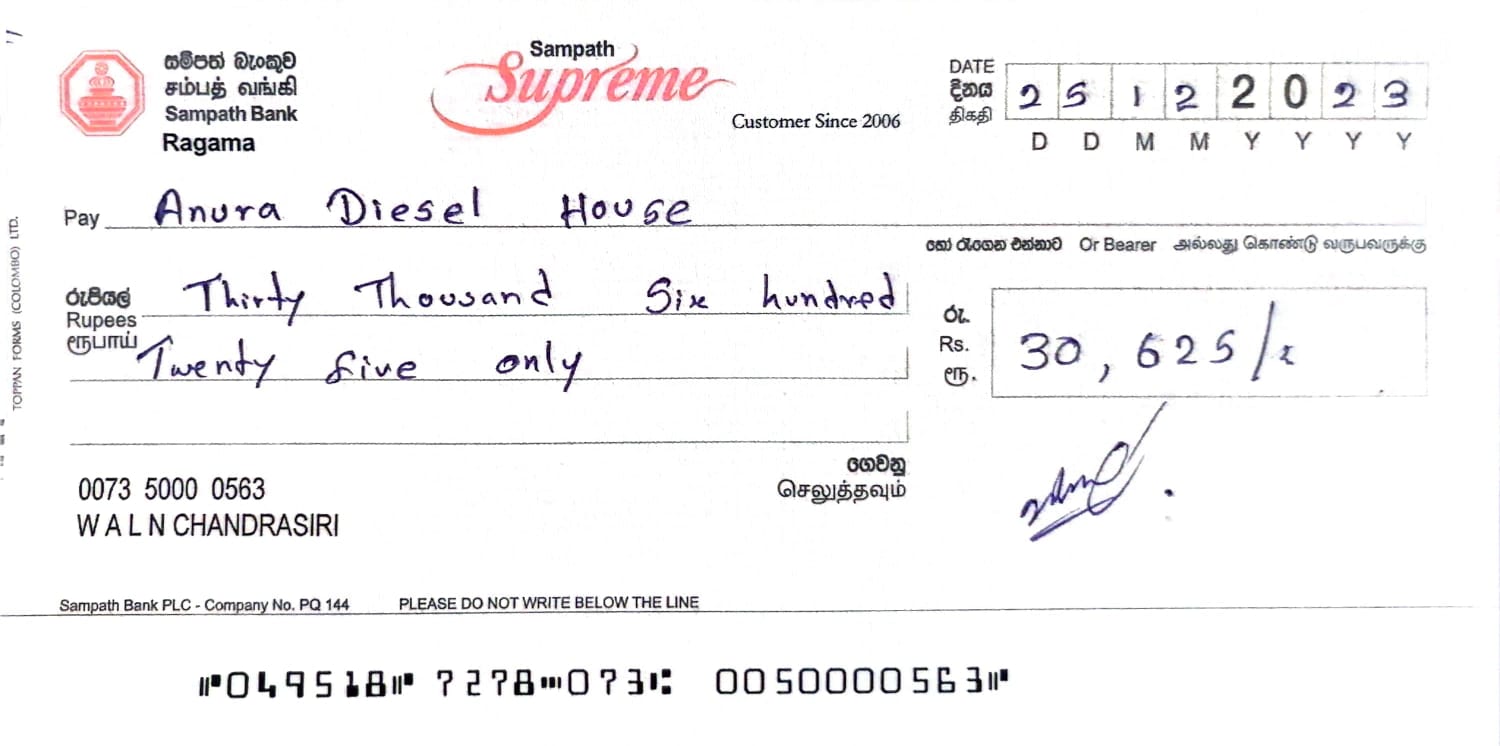 සම්පත් බැංකුව
சம்பத் வங்கி
Sampath Bank
Ragama
Sampath
Supreme
Customer Since 2006
DATE
දිනය
திகதி
2 5 1 2 2 0 2 3
D D M M Y Y Y Y
Pay Anura Diesel House
හෝ රැගෙන එන්නාට Or Bearer அல்லது கொண்டு வருபவருக்கு
රුපියල්
Rupees
ரூபாய்
Thirty Thousand Six hundred
Twenty five only
රු.
Rs.
ரூ.
30,625/
ගෙවනු
செலுத்தவும்
0073 5000 0563
W A L N CHANDRASIRI
Sampath Bank PLC - Company No. PQ 144 PLEASE DO NOT WRITE BELOW THE LINE
⑈049518⑈ 7278⑉073⑆ 005000563⑈
TOPPAN FORMS (COLOMBO) LTD.